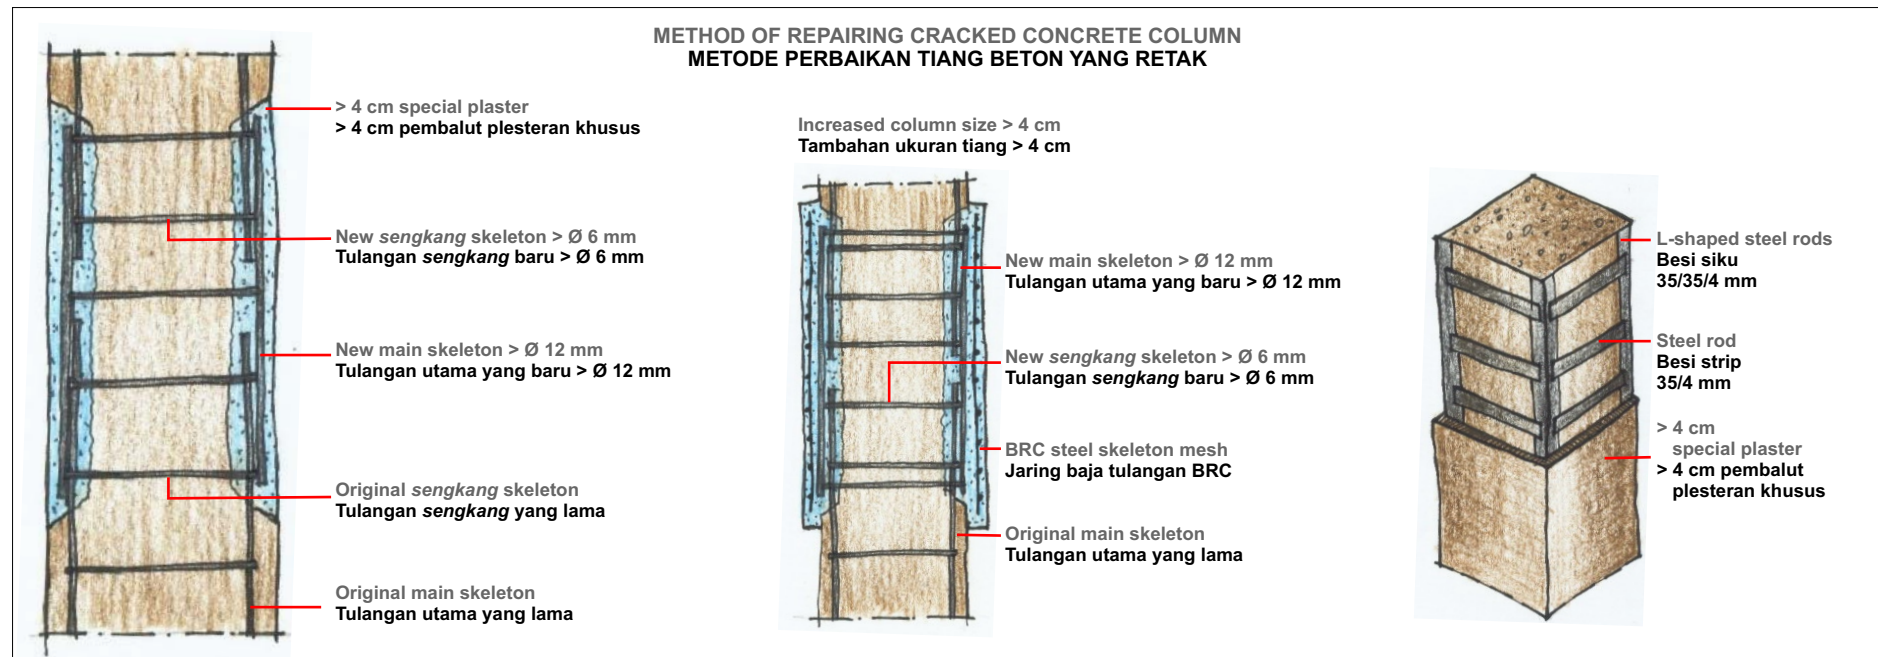 METHOD OF REPAIRING CRACKED CONCRETE COLUMN
METODE PERBAIKAN TIANG BETON YANG RETAK
> 4 cm special plaster
> 4 cm pembalut plesteran khusus
New sengkang skeleton > Ø 6 mm
Tulangan sengkang baru > Ø 6 mm
New main skeleton > Ø 12 mm
Tulangan utama yang baru > Ø 12 mm
Original sengkang skeleton
Tulangan sengkang yang lama
Original main skeleton
Tulangan utama yang lama
Increased column size > 4 cm
Tambahan ukuran tiang > 4 cm
New main skeleton > Ø 12 mm
Tulangan utama yang baru > Ø 12 mm
New sengkang skeleton > Ø 6 mm
Tulangan sengkang baru > Ø 6 mm
BRC steel skeleton mesh
Jaring baja tulangan BRC
Original main skeleton
Tulangan utama yang lama
L-shaped steel rods
Besi siku
35/35/4 mm
Steel rod
Besi strip
35/4 mm
> 4 cm
special plaster
> 4 cm pembalut
plesteran khusus